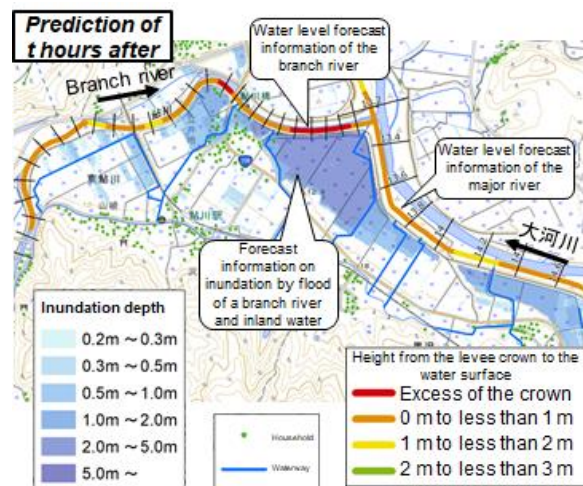 Prediction of
t hours after
Branch river
Water level forecast
information of the
branch river
Water level forecast
information of the
major river
大河川
Forecast
information on
inundation by flood
of a branch river
and inland water
Inundation depth
0.2m ～0.3m
0.3m ～0.5m
0.5m ～1.0m
1.0m ～2.0m
2.0m ～5.0m
5.0m ～
Household
Waterway
Height from the levee crown to the
water surface
Excess of the crown
0 m to less than 1 m
1 m to less than 2 m
2 m to less than 3 m